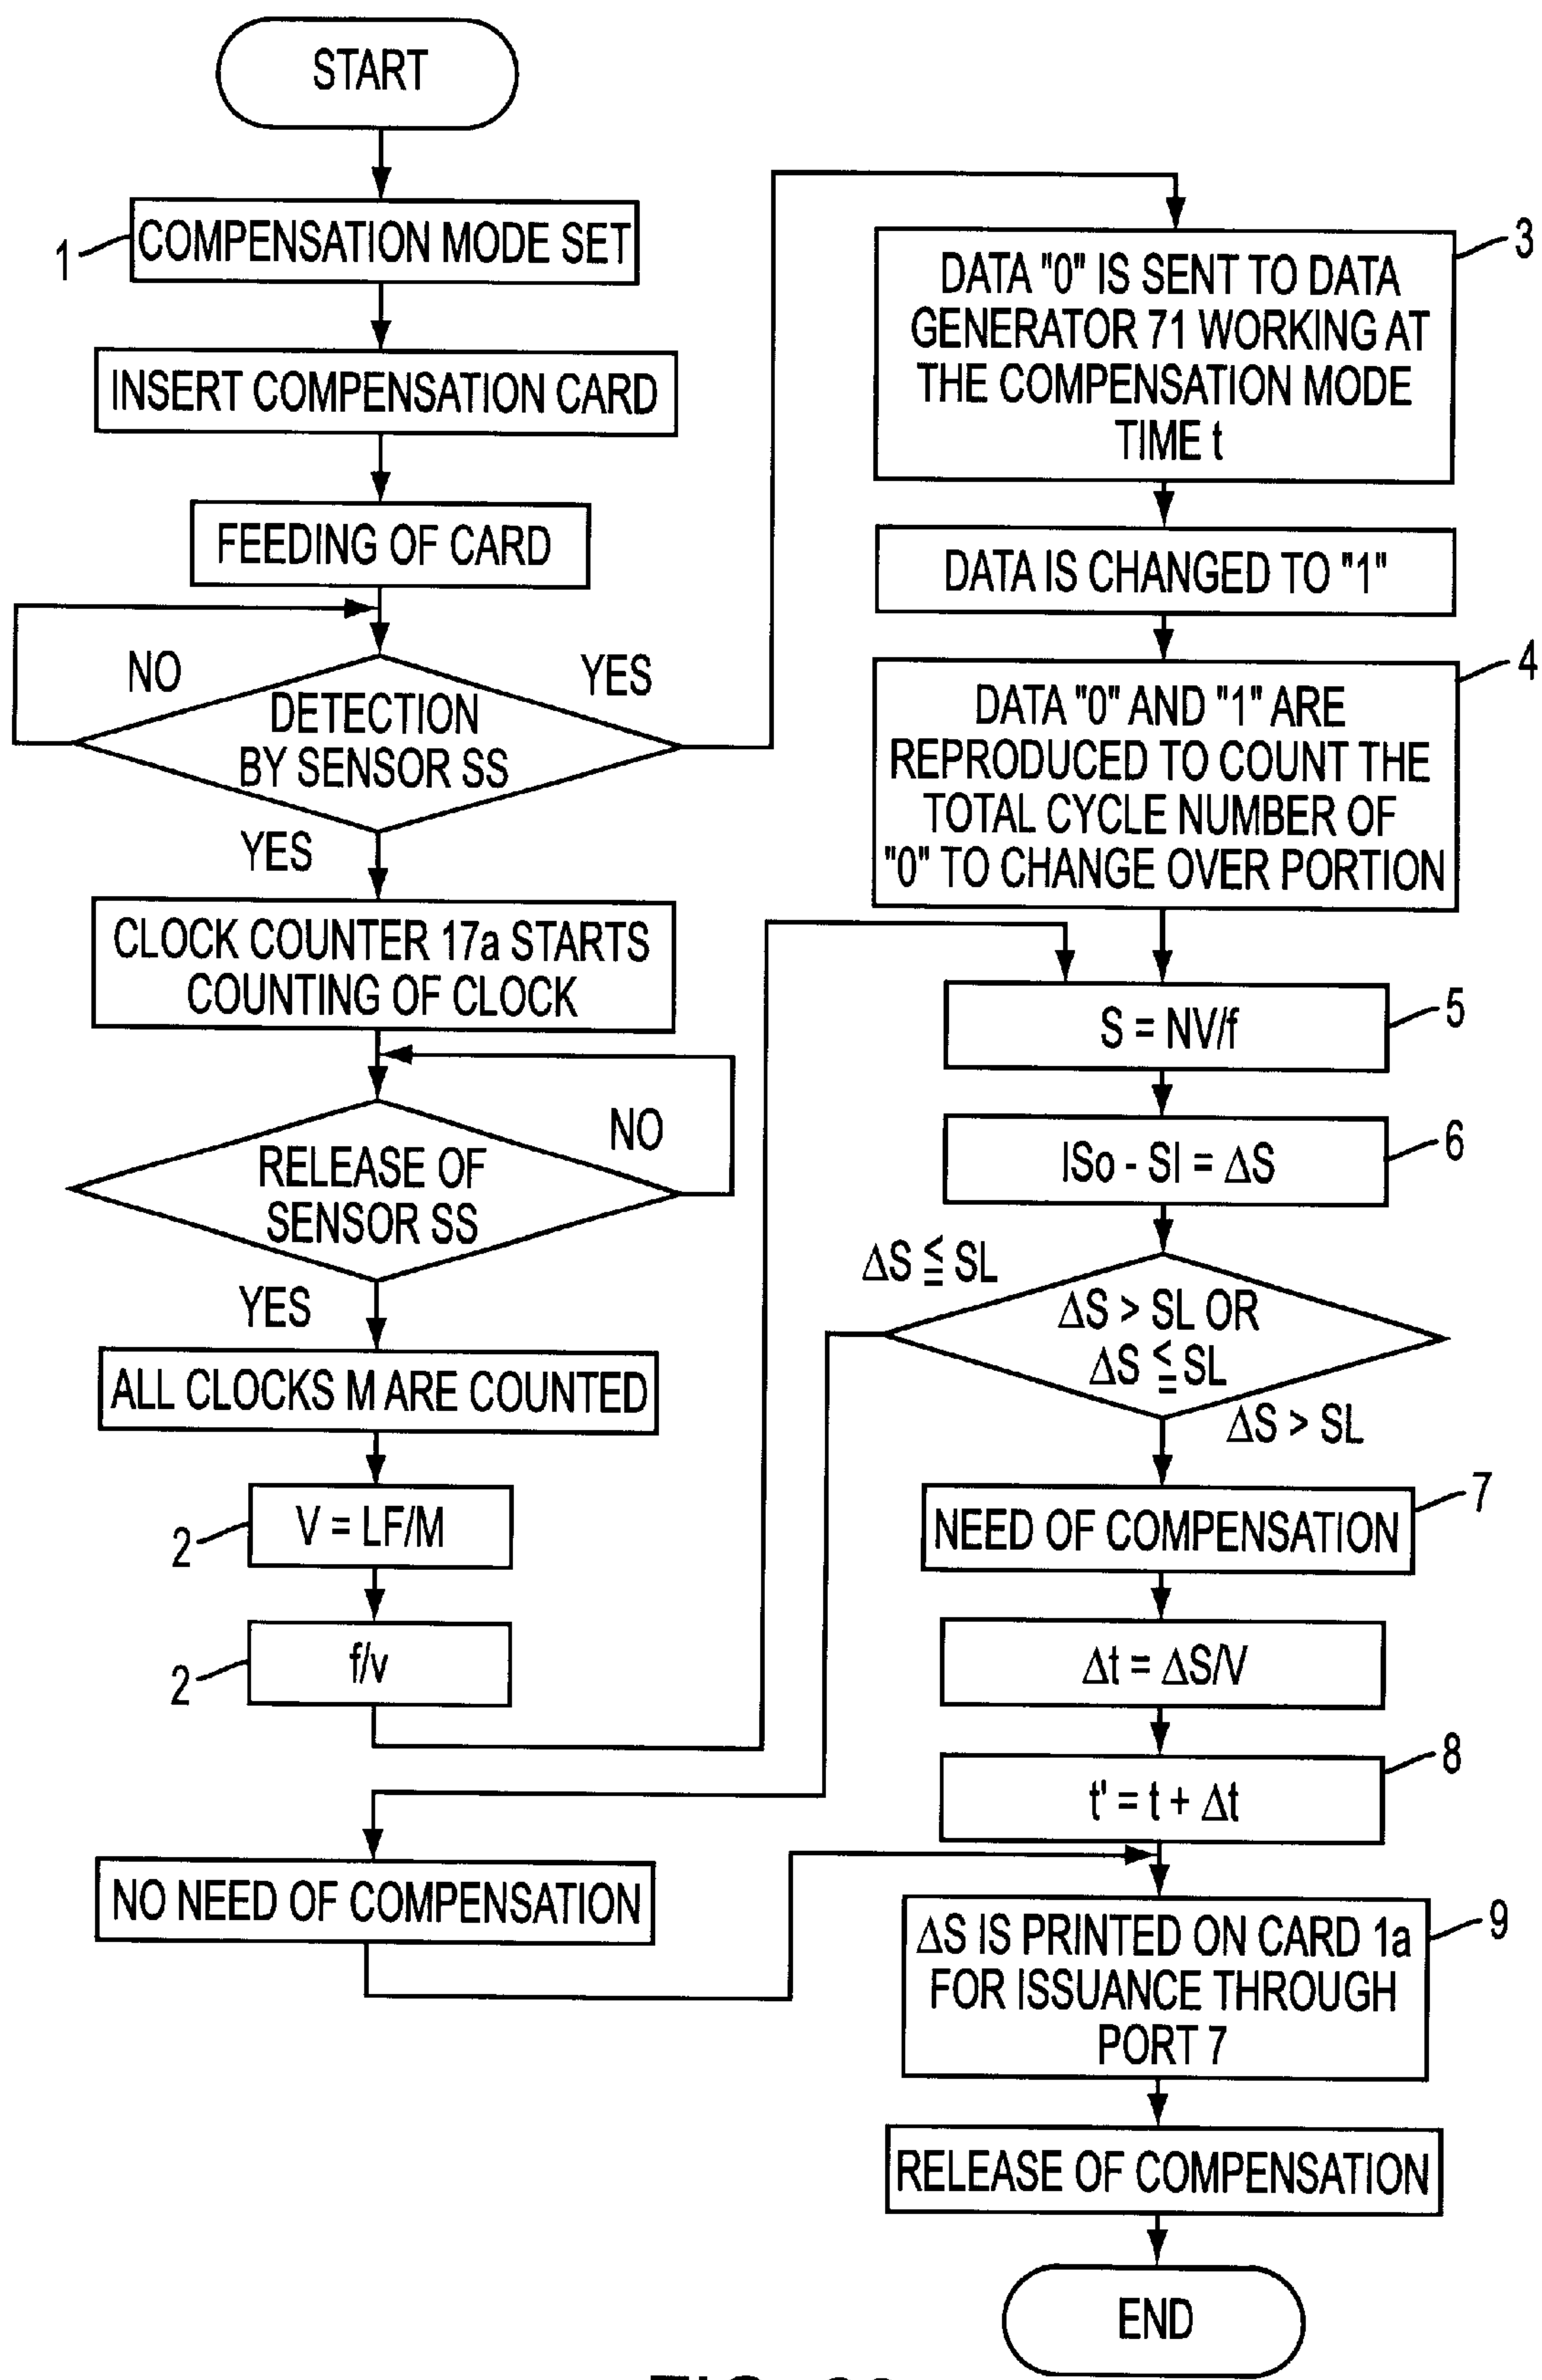 START
1
COMPENSATION MODE SET
INSERT COMPENSATION CARD
FEEDING OF CARD
NO
YES
DETECTION
BY SENSOR SS
YES
CLOCK COUNTER 17a STARTS
COUNTING OF CLOCK
NO
RELEASE OF
SENSOR SS
YES
ALL CLOCKS M ARE COUNTED
2
V = LF/M
2
f/v
NO NEED OF COMPENSATION
3
DATA "0" IS SENT TO DATA
GENERATOR 71 WORKING AT
THE COMPENSATION MODE
TIME t
DATA IS CHANGED TO "1"
4
DATA "0" AND "1" ARE
REPRODUCED TO COUNT THE
TOTAL CYCLE NUMBER OF
"0" TO CHANGE OVER PORTION
5
S = NV/f
6
|So - S| = ΔS
ΔS ≦ SL
ΔS > SL OR
ΔS ≦ SL
ΔS > SL
7
NEED OF COMPENSATION
Δt = ΔS/V
8
t' = t + Δt
9
ΔS IS PRINTED ON CARD 1a
FOR ISSUANCE THROUGH
PORT 7
RELEASE OF COMPENSATION
END